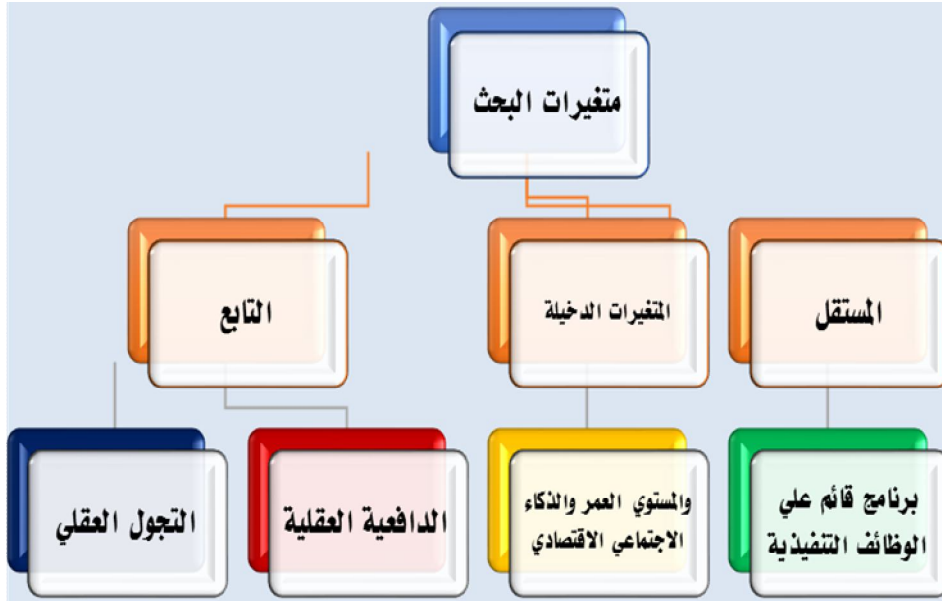 متغيرات البحث
المستقل
المتغيرات الدخيلة
التابع
برنامج قائم علي
الوظائف التنفيذية
والمستوي العمر والذكاء
الاجتماعي الاقتصادي
الدافعية العقلية
التجول العقلي